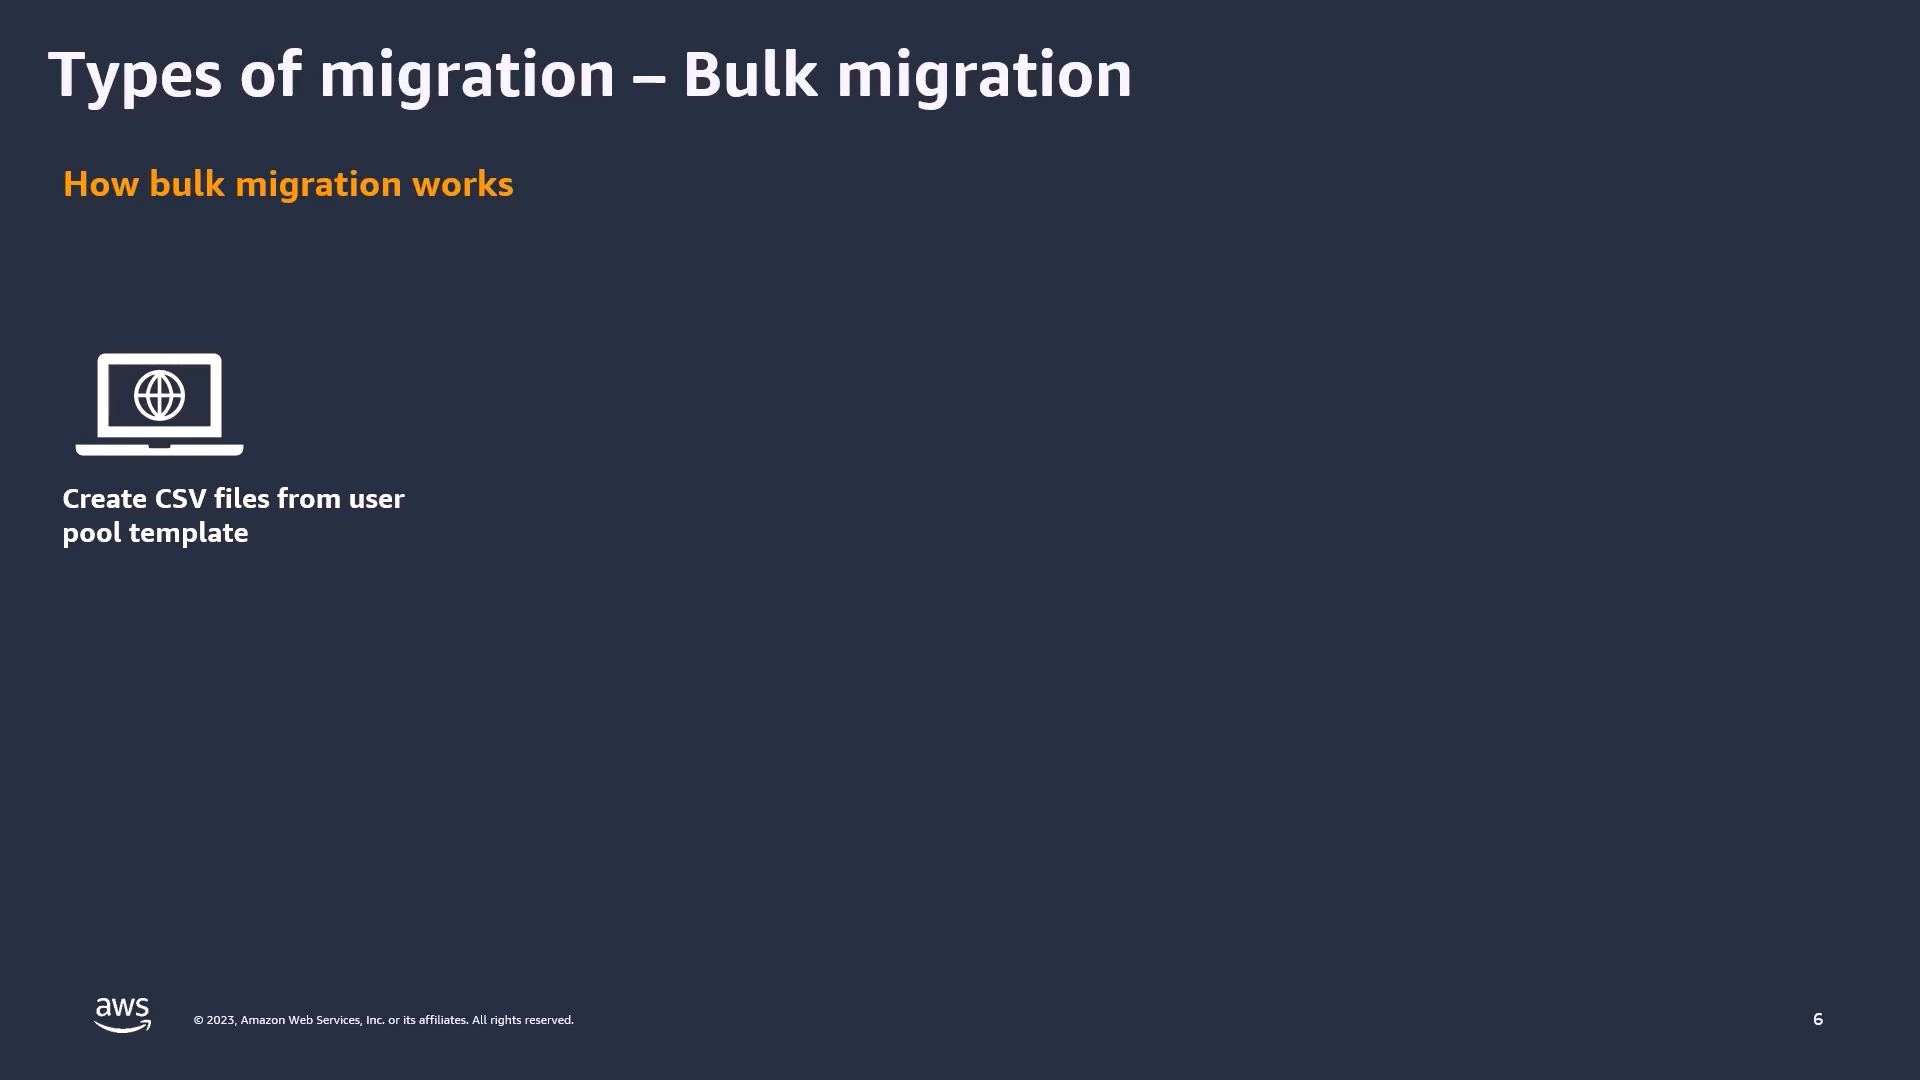 Types of migration – Bulk migration
How bulk migration works
Create CSV files from user
pool template
aws
© 2023, Amazon Web Services, Inc. or its affiliates. All rights reserved.
6